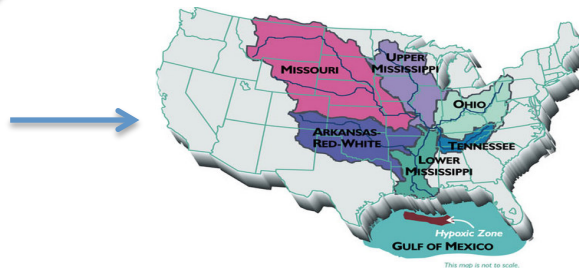 UPPER
MISSISSIPPI
MISSOURI
OHIO
ARKANSAS-
RED-WHITE
TENNESSEE
LOWER
MISSISSIPPI
Hypoxic Zone
GULF OF MEXICO
This map is not to scale.